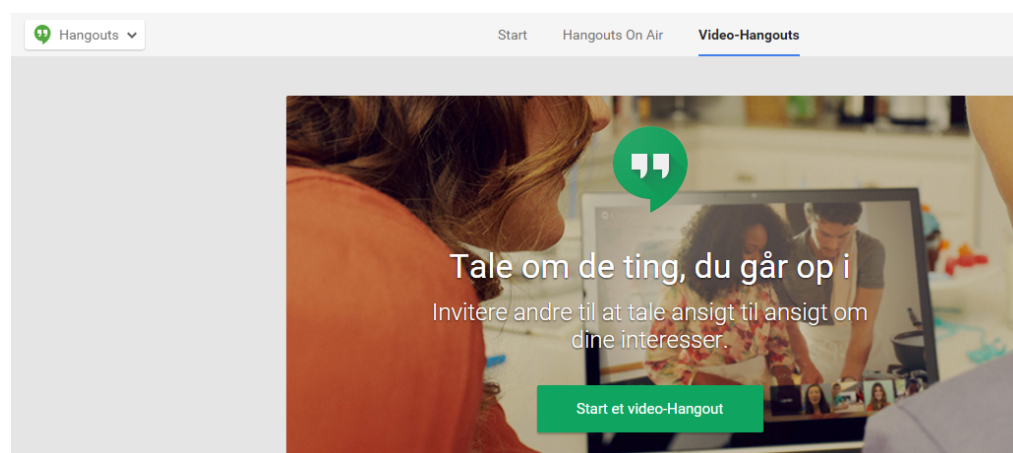 Hangouts
Start Hangouts On Air Video-Hangouts
Tale om de ting, du går op i
Invitere andre til at tale ansigt til ansigt om
dine interesser.
Start et video-Hangout